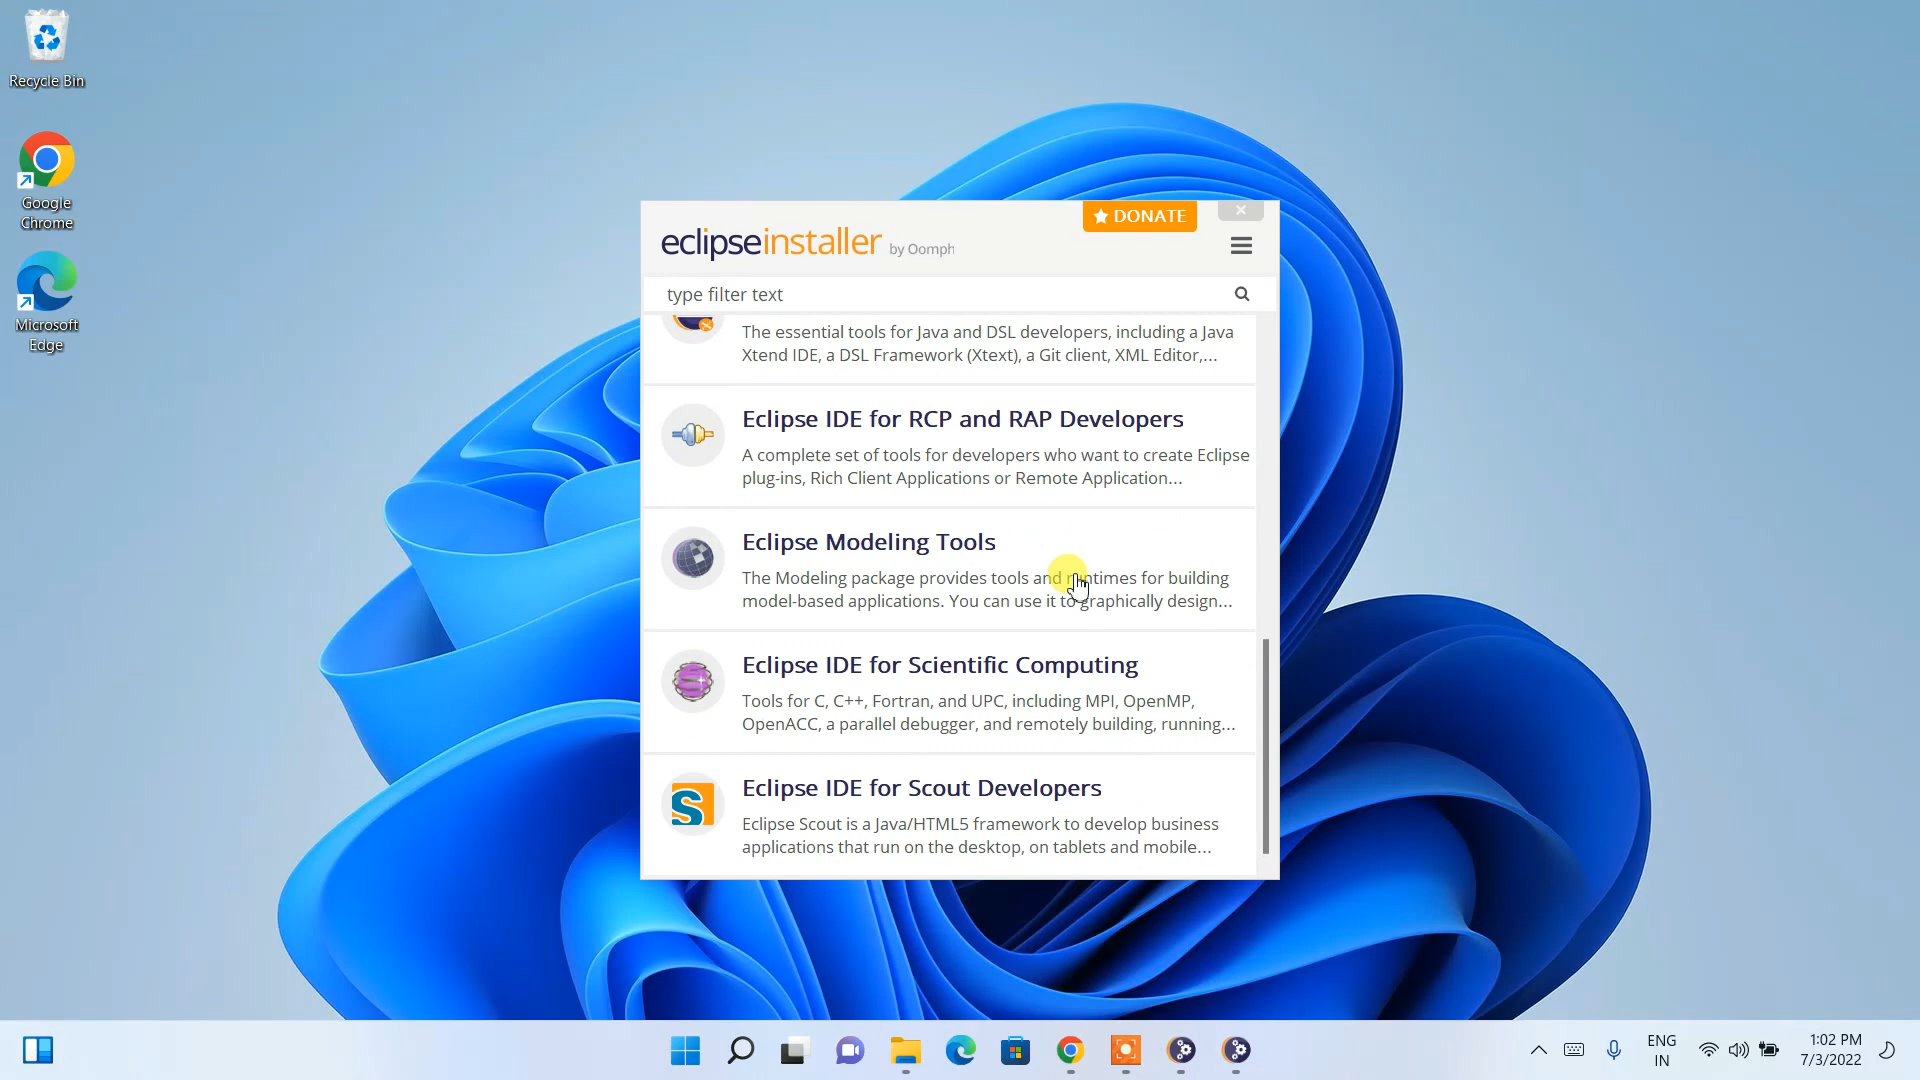 Recycle Bin
Google
Chrome
Microsoft
Edge
DONATE
eclipseinstaller by Oomph
type filter text
The essential tools for Java and DSL developers, including a Java
Xtend IDE, a DSL Framework (Xtext), a Git client, XML Editor,...
Eclipse IDE for RCP and RAP Developers
A complete set of tools for developers who want to create Eclipse
plug-ins, Rich Client Applications or Remote Application...
Eclipse Modeling Tools
The Modeling package provides tools and runtimes for building
model-based applications. You can use it to graphically design...
Eclipse IDE for Scientific Computing
Tools for C, C++, Fortran, and UPC, including MPI, OpenMP,
OpenACC, a parallel debugger, and remotely building, running...
Eclipse IDE for Scout Developers
Eclipse Scout is a Java/HTML5 framework to develop business
applications that run on the desktop, on tablets and mobile...
ENG
IN
1:02 PM
7/3/2022